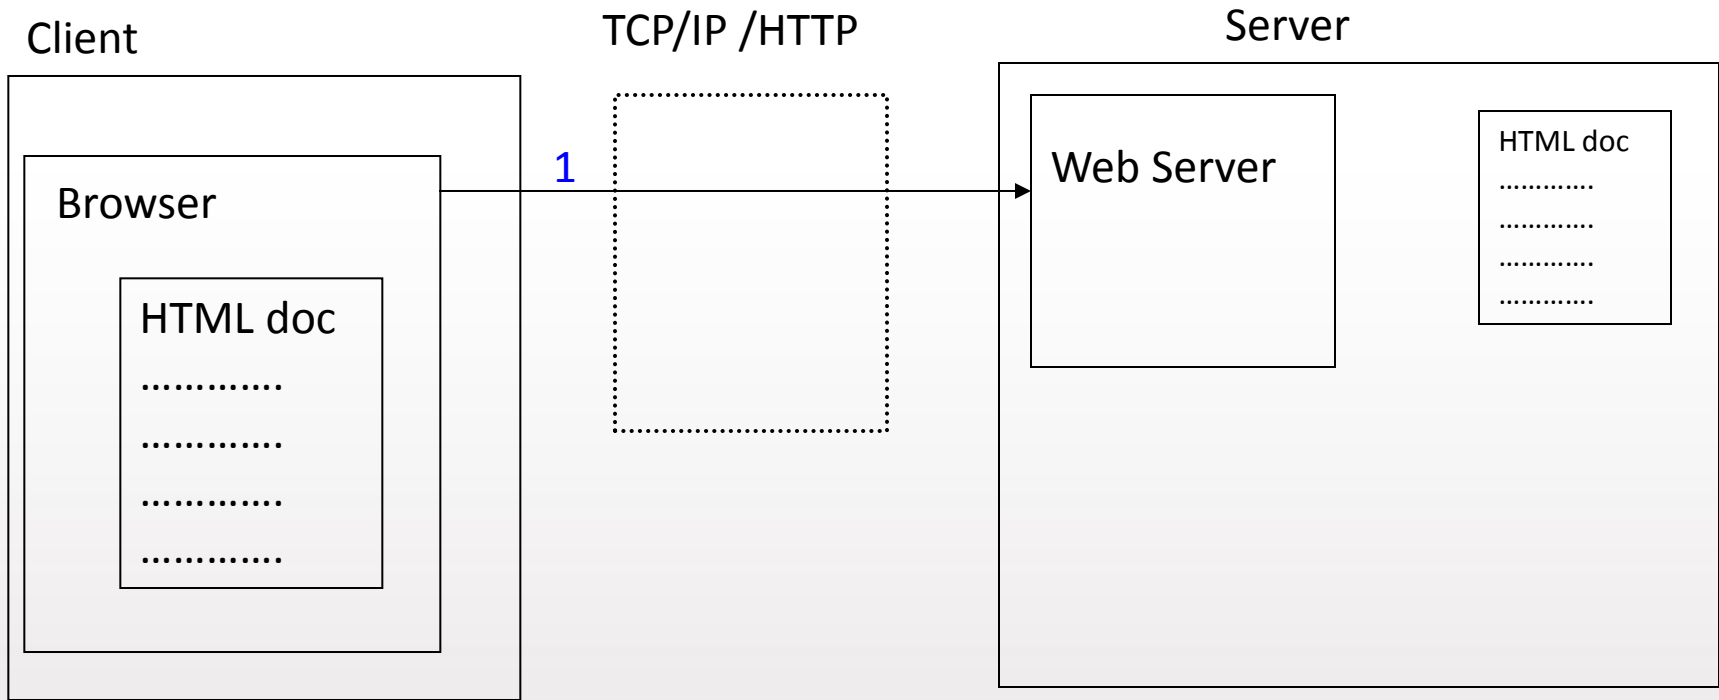 Client
TCP/IP /HTTP
Server
Browser
HTML doc
………….
………….
………….
………….
1
Web Server
HTML doc
………….
………….
………….
………….